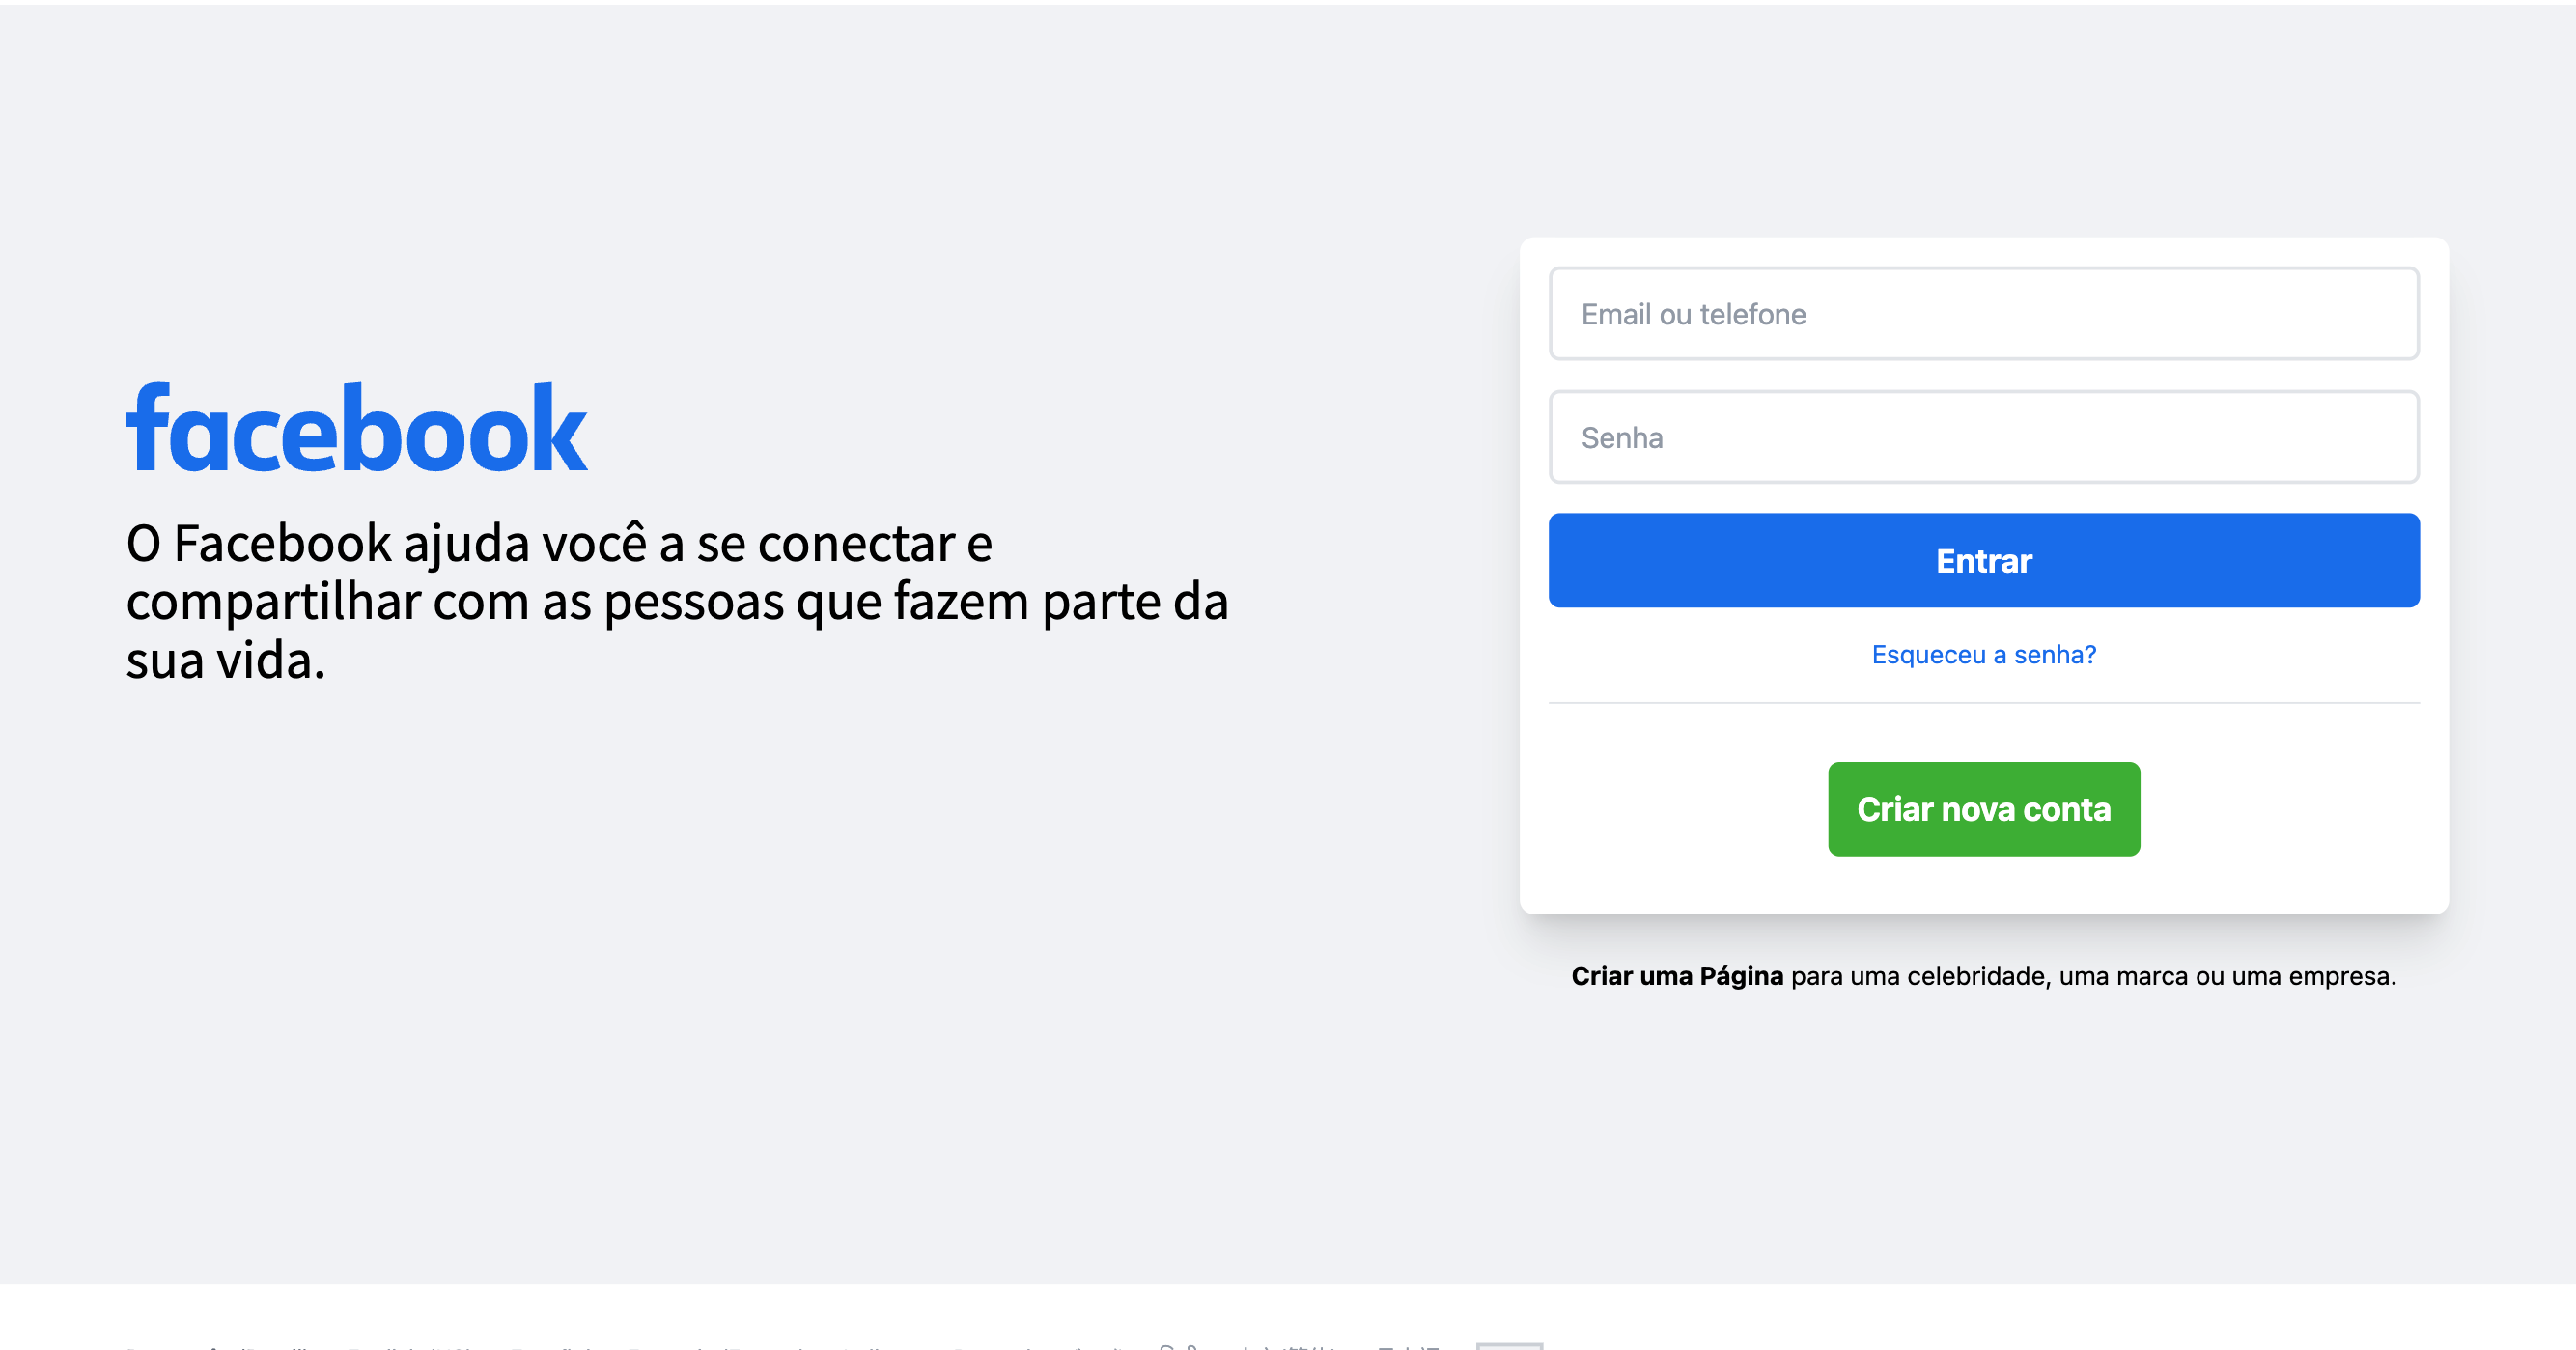 facebook
O Facebook ajuda você a se conectar e
compartilhar com as pessoas que fazem parte da
sua vida.
Email ou telefone
Senha
Entrar
Esqueceu a senha?
Criar nova conta
Criar uma Página para uma celebridade, uma marca ou uma empresa.